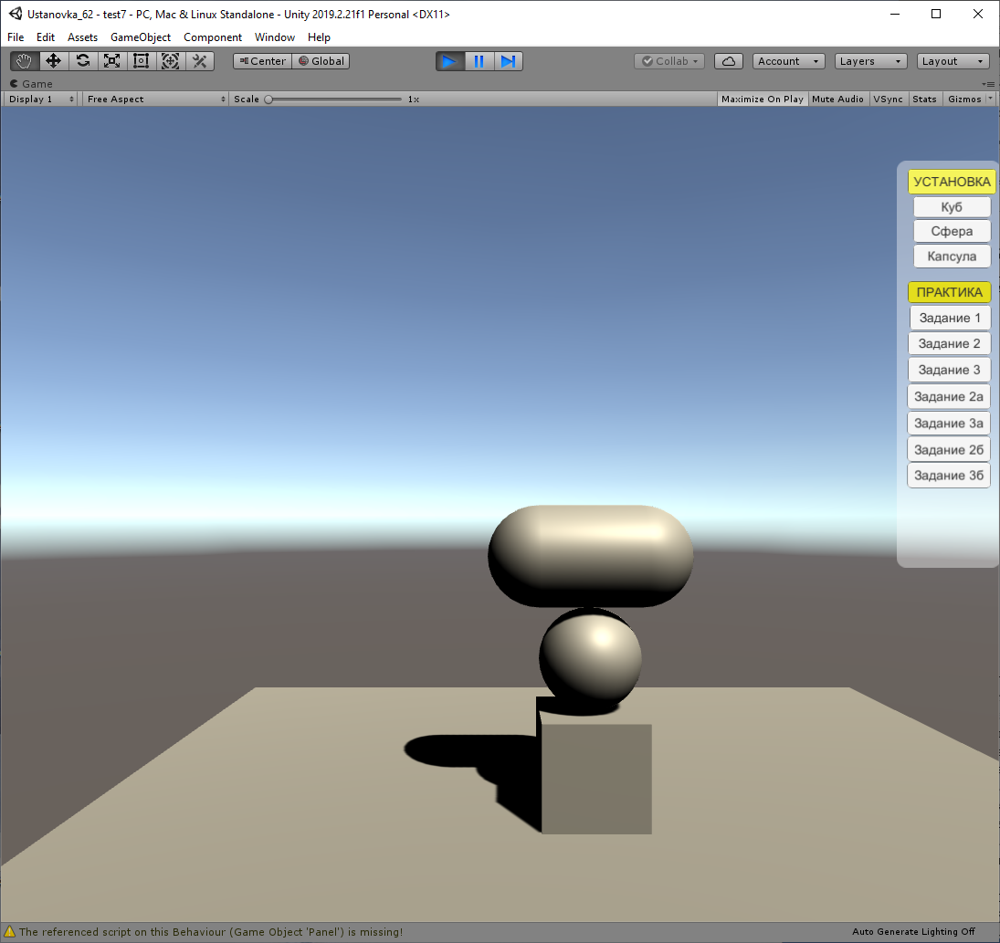 Ustanovka_62 - test7 - PC, Mac & Linux Standalone - Unity 2019.2.21f1 Personal <DX11>
File Edit Assets GameObject Component Window Help
Center Global Collab Account Layers Layout
Game
Display 1 Free Aspect Scale 1x Maximize On Play Mute Audio VSync Stats Gizmos
УСТАНОВКА
Куб
Сфера
Капсула
ПРАКТИКА
Задание 1
Задание 2
Задание 3
Задание 2а
Задание 3а
Задание 2б
Задание 3б
The referenced script on this Behaviour (Game Object 'Panel') is missing! Auto Generate Lighting Off